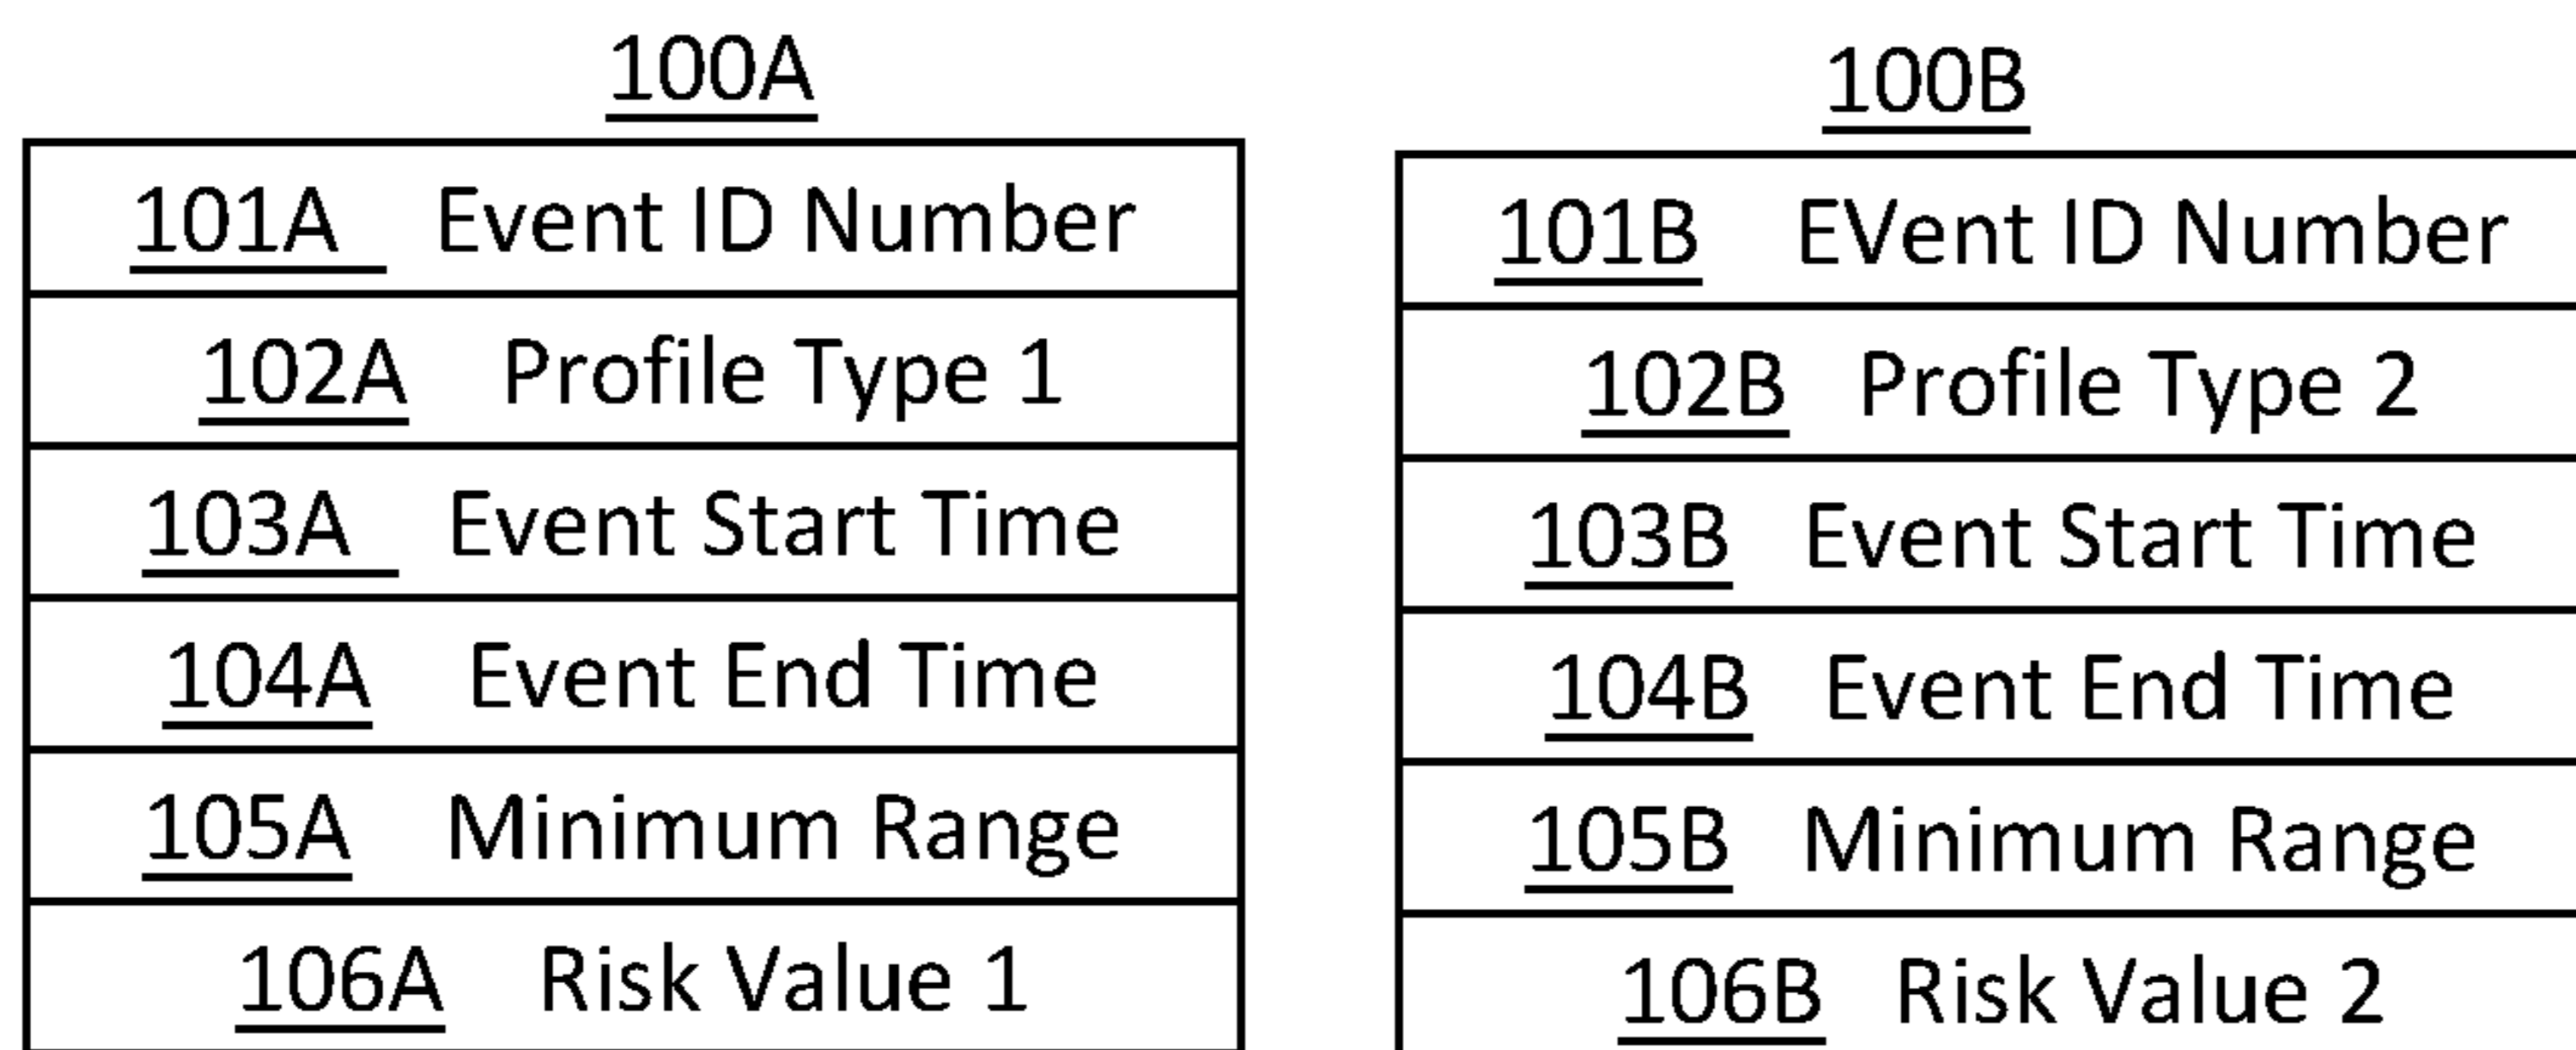 100A
101A Event ID Number
102A Profile Type 1
103A Event Start Time
104A Event End Time
105A Minimum Range
106A Risk Value 1
100B
101B EVent ID Number
102B Profile Type 2
103B Event Start Time
104B Event End Time
105B Minimum Range
106B Risk Value 2